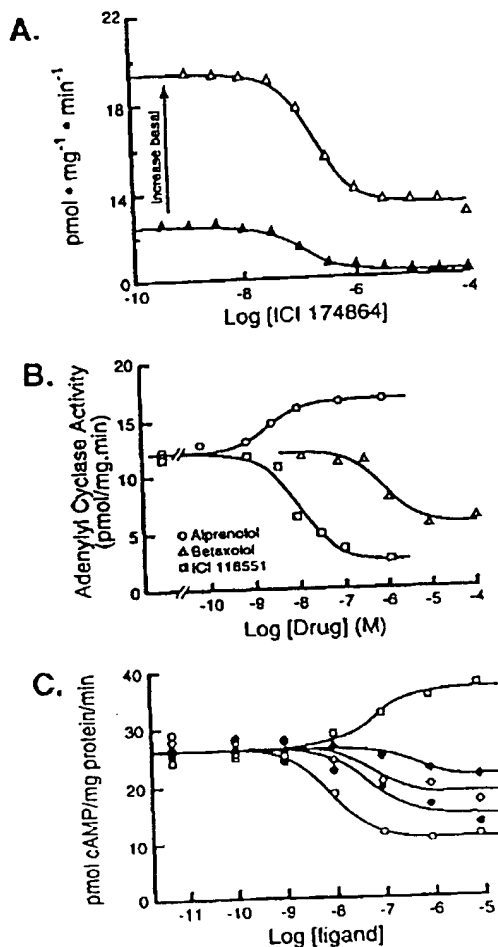 A.
pmol • mg⁻¹ • min⁻¹
22
18
14
0
Increase basal
-10 -8 -6 -4
Log [ICI 174864]
B.
Adenylyl Cyclase Activity
(pmol/mg.min)
20
15
10
5
0
Alprenolol
Betaxolol
ICI 118551
-10 -9 -8 -7 -6 -5 -4
Log [Drug] (M)
C.
pmol cAMP/mg protein/min
40
30
20
10
0
-11 -10 -9 -8 -7 -6 -5
Log [ligand]